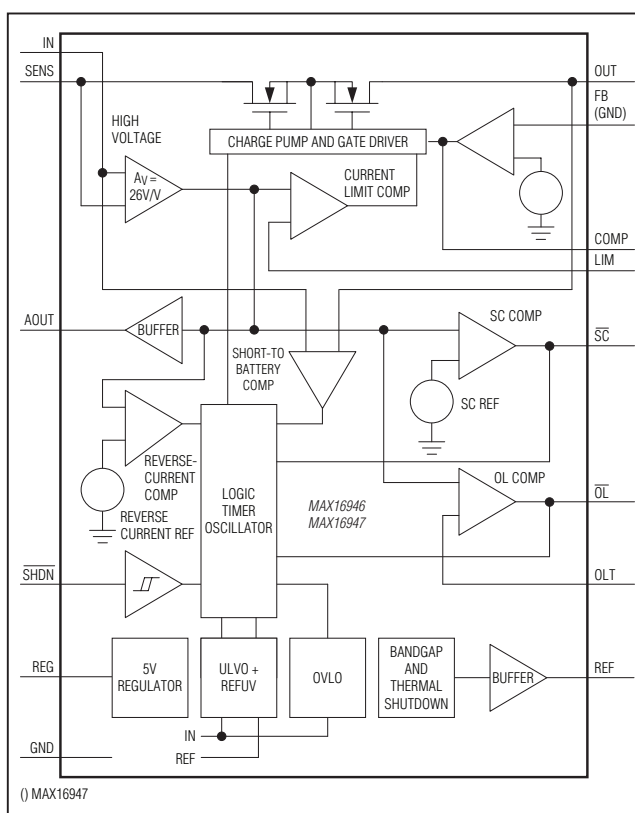 IN
SENS
OUT
FB
(GND)
HIGH
VOLTAGE
CHARGE PUMP AND GATE DRIVER
AV =
26V/V
CURRENT
LIMIT COMP
COMP
LIM
AOUT
BUFFER
SHORT-TO
BATTERY
COMP
SC COMP
SC
SC REF
REVERSE-
CURRENT
COMP
REVERSE
CURRENT REF
LOGIC
TIMER
OSCILLATOR
MAX16946
MAX16947
OL COMP
OL
OLT
SHDN
REG
5V
REGULATOR
ULVO +
REFUV
OVLO
BANDGAP
AND
THERMAL
SHUTDOWN
BUFFER
REF
IN
REF
GND
() MAX16947